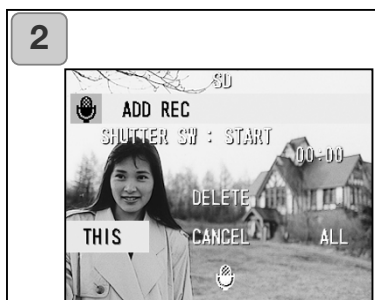 2
SD
ADD REC
SHUTTER SW : START
00:00
DELETE
THIS CANCEL ALL